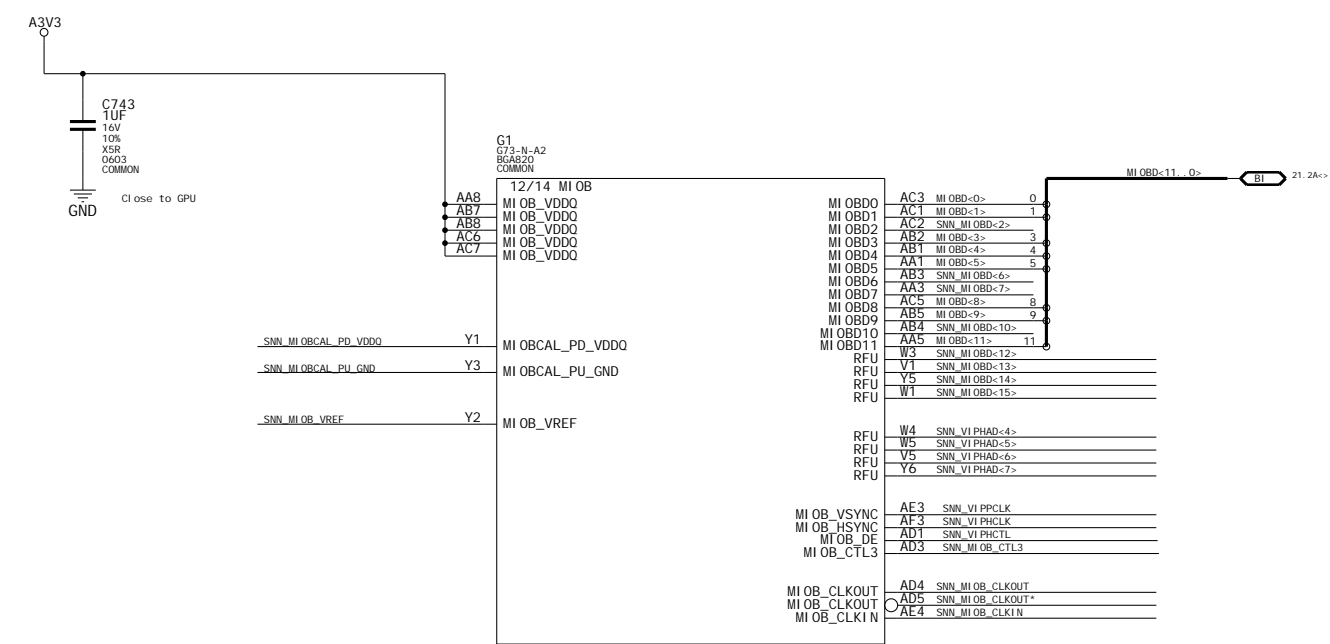 A3V3
C743
1UF
16V
10%
X5R
0603
COMMON
GND
Close to GPU
G1
G73-N-A2
BGA820
COMMON
12/14 MIOB
AA8 MIOB_VDDQ
AB7 MIOB_VDDQ
AB8 MIOB_VDDQ
AC6 MIOB_VDDQ
AC7 MIOB_VDDQ
SNN_MIOBCAL_PD_VDDQ Y1 MIOBCAL_PD_VDDQ
SNN_MIOBCAL_PU_GND Y3 MIOBCAL_PU_GND
SNN_MIOB_VREF Y2 MIOB_VREF
MIOBD<11..0> BI 21.2A<>
MIOBD0 AC3 MIOBD<0> 0
MIOBD1 AC1 MIOBD<1> 1
MIOBD2 AC2 SNN_MIOBD<2>
MIOBD3 AB2 MIOBD<3> 3
MIOBD4 AB1 MIOBD<4> 4
MIOBD5 AA1 MIOBD<5> 5
MIOBD6 AB3 SNN_MIOBD<6>
MIOBD7 AA3 SNN_MIOBD<7>
MIOBD8 AC5 MIOBD<8> 8
MIOBD9 AB5 MIOBD<9> 9
MIOBD10 AB4 SNN_MIOBD<10>
MIOBD11 AA5 MIOBD<11> 11
RFU W3 SNN_MIOBD<12>
RFU V1 SNN_MIOBD<13>
RFU Y5 SNN_MIOBD<14>
RFU W1 SNN_MIOBD<15>
RFU W4 SNN_VIPHAD<4>
RFU W5 SNN_VIPHAD<5>
RFU V5 SNN_VIPHAD<6>
RFU Y6 SNN_VIPHAD<7>
MIOB_VSYNC AE3 SNN_VIPPCLK
MIOB_HSYNC AF3 SNN_VIPHCLK
MIOB_DE AD1 SNN_VIPHCTL
MIOB_CTL3 AD3 SNN_MIOB_CTL3
MIOB_CLKOUT AD4 SNN_MIOB_CLKOUT
MIOB_CLKOUT AD5 SNN_MIOB_CLKOUT*
MIOB_CLKIN AE4 SNN_MIOB_CLKIN